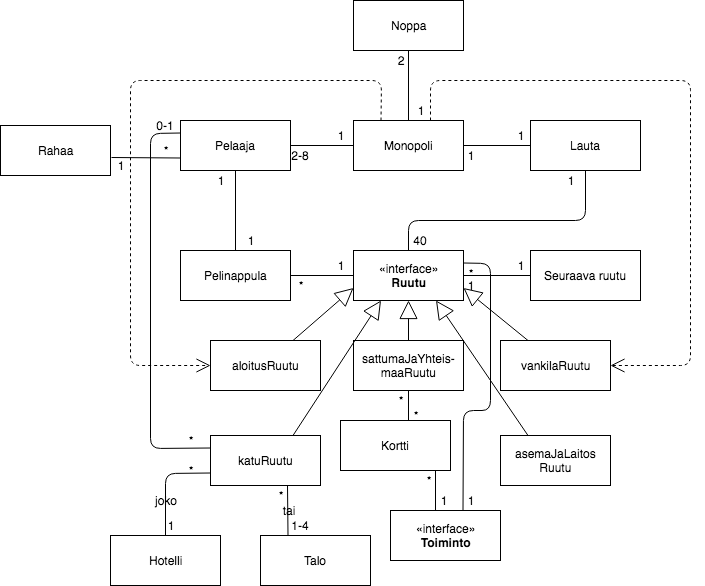 Noppa
2
1
0-1
Rahaa
*
1
Pelaaja
1
2-8
Monopoli
1
1
Lauta
1
1
1
40
Pelinappula
1
*
«interface»
Ruutu
*
1
1
Seuraava ruutu
aloitusRuutu
sattumaJaYhteis-
maaRuutu
vankilaRuutu
*
*
Kortti
*
katuRuutu
*
asemaJaLaitos
Ruutu
*
1
1
joko
1
*
tai
1-4
«interface»
Toiminto
Hotelli
Talo